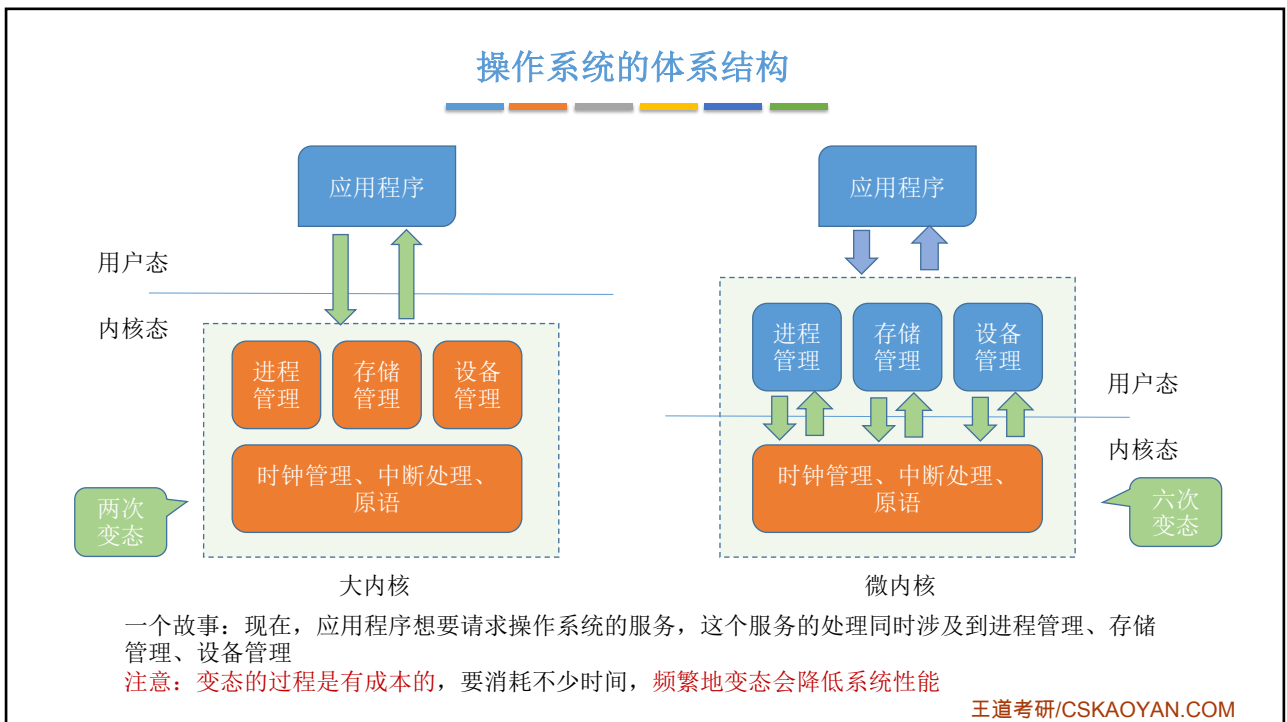 操作系统的体系结构
应用程序
用户态
内核态
进程
管理
存储
管理
设备
管理
时钟管理、中断处理、
原语
两次
变态
大内核
应用程序
进程
管理
存储
管理
设备
管理
用户态
内核态
时钟管理、中断处理、
原语
六次
变态
微内核
一个故事：现在，应用程序想要请求操作系统的服务，这个服务的处理同时涉及到进程管理、存储
管理、设备管理
注意：变态的过程是有成本的，要消耗不少时间，频繁地变态会降低系统性能
王道考研/CSKAOYAN.COM